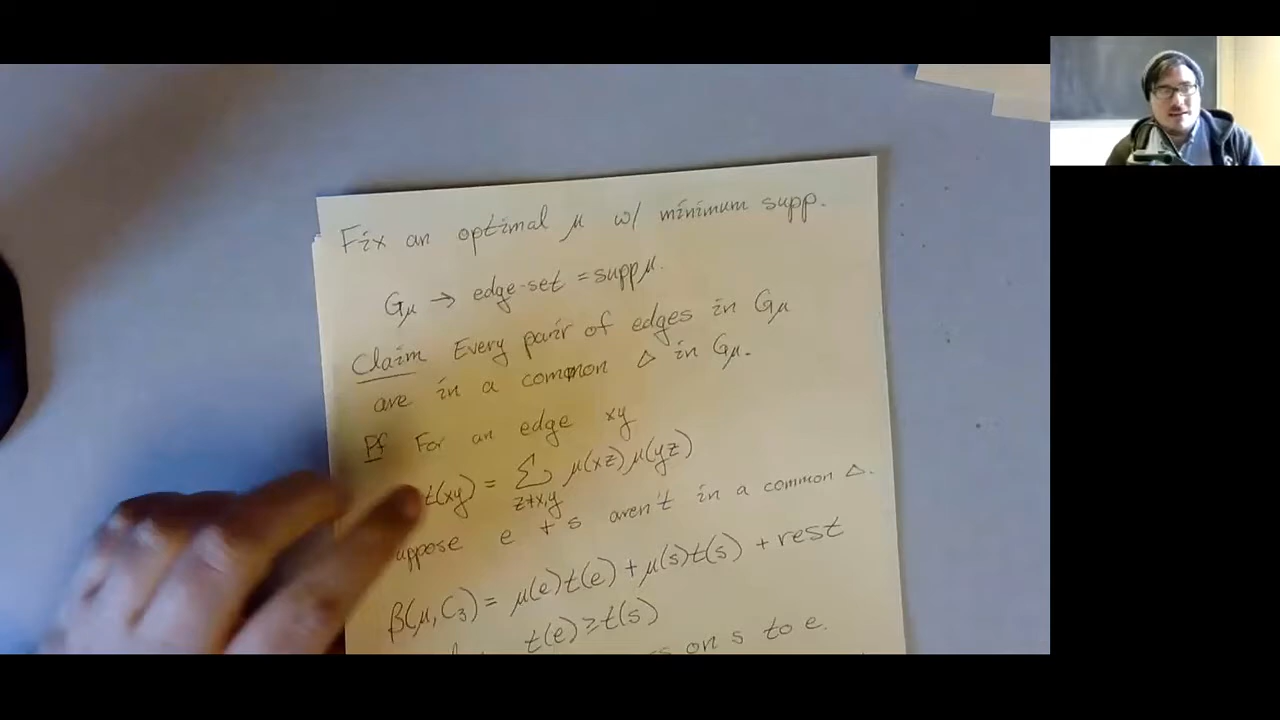 Fix an optimal μ w/ minimum supp.
Gμ → edge-set = supp μ.
Claim Every pair of edges in Gμ
are in a common △ in Gμ.
Pf For an edge xy
t(xy) = Σ μ(xz)μ(yz)
z≠x,y
uppose e + s aren't in a common △.
β(μ, C₃) = μ(e)t(e) + μ(s)t(s) + rest
t(e) ≥ t(s)
on s to e.